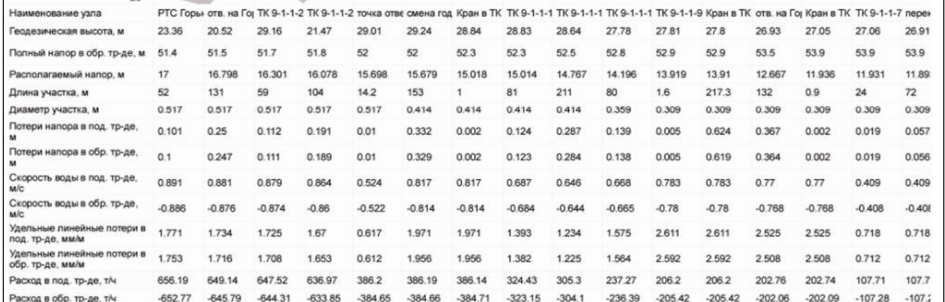 Наименование узла РТС Горы отв. на Гор ТК 9-1-1-2 ТК 9-1-1-2 точка отве смена год Кран в ТК ТК 9-1-1-1 ТК 9-1-1-1 ТК 9-1-1-1 ТК 9-1-1-9 Кран в ТК отв. на Гор Кран в ТК ТК 9-1-1-7 перех
Геодезическая высота, м 23.36 20.52 29.16 21.47 29.01 29.24 28.84 28.83 28.64 27.78 27.81 27.8 26.93 27.05 27.06 26.91
Полный напор в обр. тр-де, м 51.4 51.5 51.7 51.8 52 52 52.3 52.3 52.5 52.8 52.9 52.9 53.5 53.9 53.9 53.9
Располагаемый напор, м 17 16.798 16.301 16.078 15.698 15.679 15.018 15.014 14.767 14.196 13.919 13.91 12.667 11.936 11.931 11.89
Длина участка, м 52 131 59 104 14.2 153 1 81 211 80 1.6 217.3 132 0.9 24 72
Диаметр участка, м 0.517 0.517 0.517 0.517 0.517 0.414 0.414 0.414 0.414 0.359 0.309 0.309 0.309 0.309 0.309 0.309
Потери напора в под. тр-де, 0.101 0.25 0.112 0.191 0.01 0.332 0.002 0.124 0.287 0.139 0.005 0.624 0.367 0.002 0.019 0.057
м
Потери напора в обр. тр-де, 0.1 0.247 0.111 0.189 0.01 0.329 0.002 0.123 0.284 0.138 0.005 0.619 0.364 0.002 0.019 0.056
м
Скорость воды в под. тр-де, 0.891 0.881 0.879 0.864 0.524 0.817 0.817 0.687 0.646 0.668 0.783 0.783 0.77 0.77 0.409 0.409
м/с
Скорость воды в обр. тр-де, -0.886 -0.876 -0.874 -0.86 -0.522 -0.814 -0.814 -0.684 -0.644 -0.665 -0.78 -0.78 -0.768 -0.768 -0.408 -0.408
м/с
Удельные линейные потери в 1.771 1.734 1.725 1.67 0.617 1.971 1.971 1.393 1.234 1.575 2.611 2.611 2.525 2.525 0.718 0.718
под. тр-де, мм/м
Удельные линейные потери в 1.753 1.716 1.708 1.653 0.612 1.956 1.956 1.382 1.225 1.564 2.592 2.592 2.508 2.508 0.712 0.712
обр. тр-де, мм/м
Расход в под. тр-де, т/ч 656.19 649.14 647.52 636.97 386.2 386.19 386.14 324.43 305.3 237.27 206.2 206.2 202.76 202.74 107.71 107.7
Расход в обр. тр-де, т/ч -652.77 -645.79 -644.31 -633.85 -384.65 -384.66 -384.71 -323.15 -304.1 -236.39 -205.42 -205.42 -202.06 -202.09 -107.28 -107.